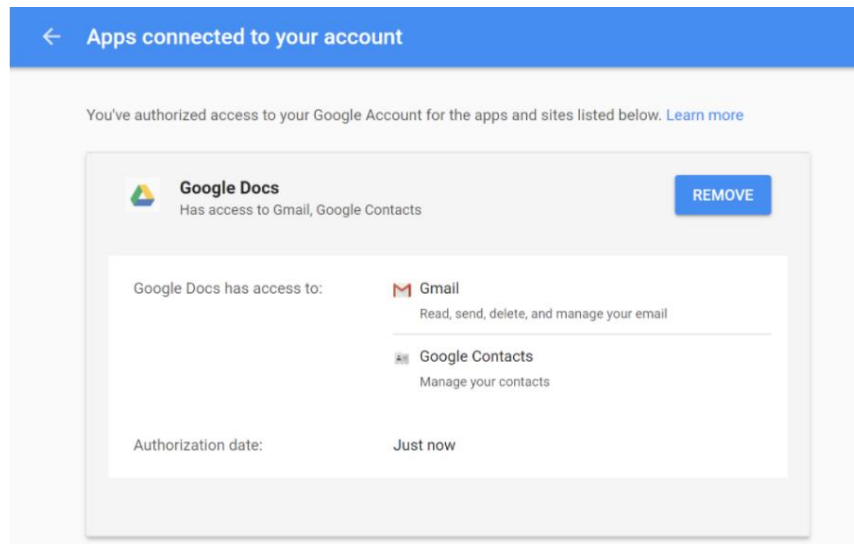 Apps connected to your account
You've authorized access to your Google Account for the apps and sites listed below. Learn more
Google Docs
Has access to Gmail, Google Contacts
REMOVE
Google Docs has access to:
Gmail
Read, send, delete, and manage your email
Google Contacts
Manage your contacts
Authorization date:
Just now